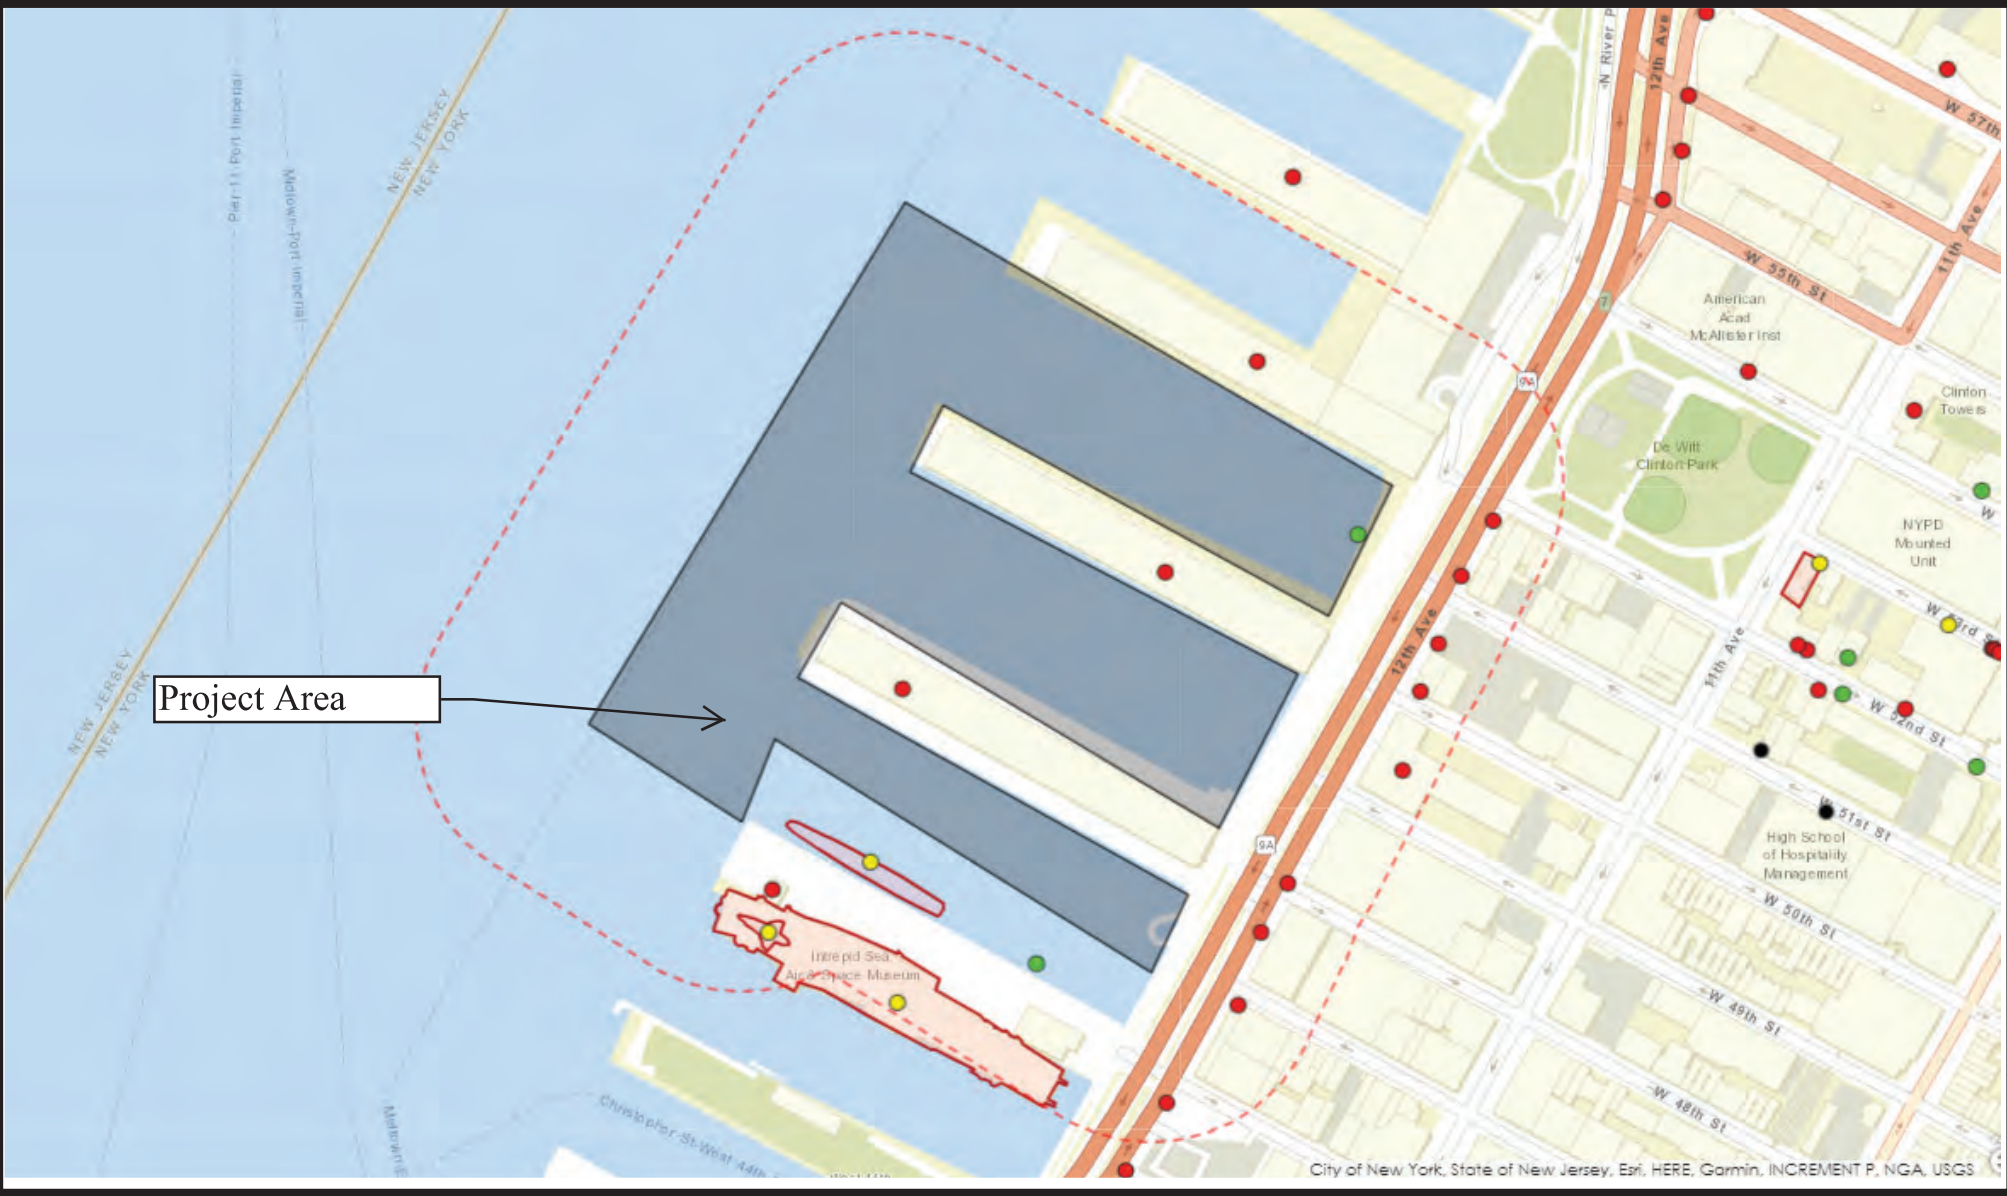 Pier-11 Port Imperial
Midtown-Port Imperial
NEW JERSEY
NEW YORK
N River P
12th Ave
W 57th
11th Ave
W 55th St
American
Acad
McAllister Inst
7
9A
Clinton
Towers
De Witt
Clinton Park
NYPD
Mounted
Unit
W
W 53rd S
12th Ave
11th Ave
W 52nd St
NEW JERSEY
NEW YORK
Project Area
W 51st St
High School
of Hospitality
Management
9A
W 50th St
Intrepid Sea,
Air & Space Museum
W 49th St
W 48th St
Christopher St-West 44th
City of New York, State of New Jersey, Esri, HERE, Garmin, INCREMENT P, NGA, USGS